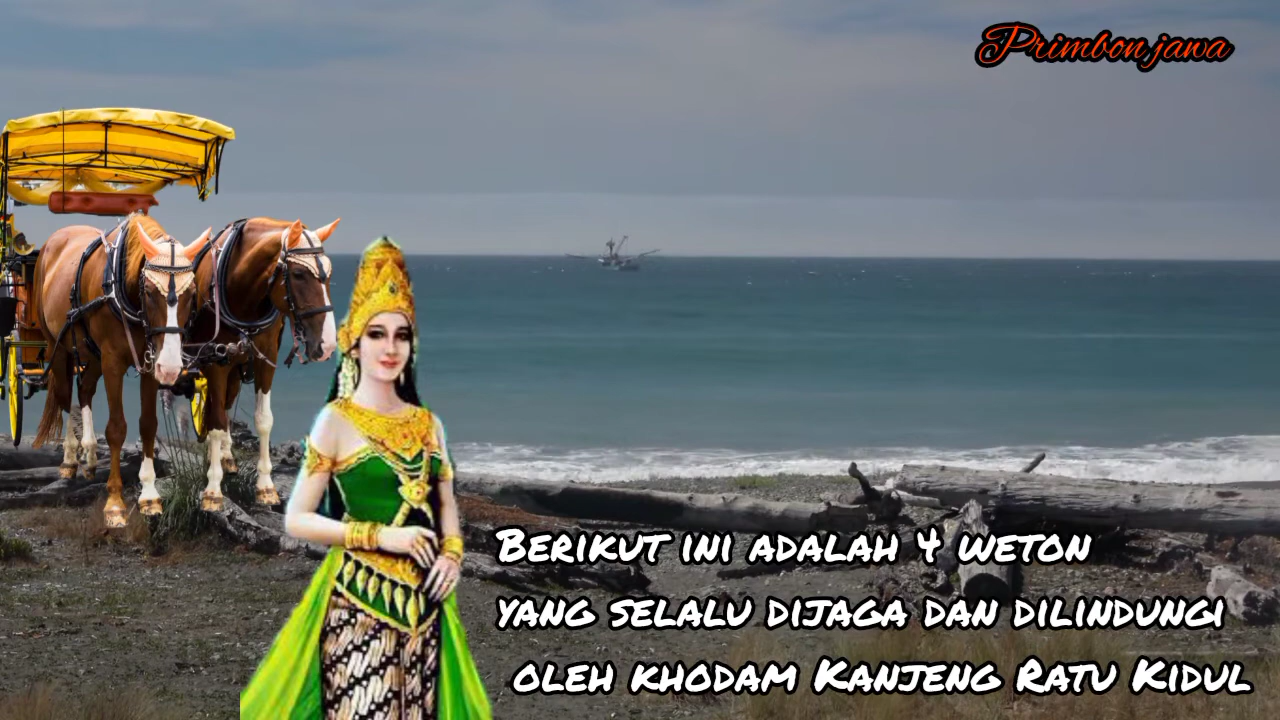 Primbon jawa
Berikut ini adalah 4 weton
yang selalu dijaga dan dilindungi
oleh khodam Kanjeng Ratu Kidul